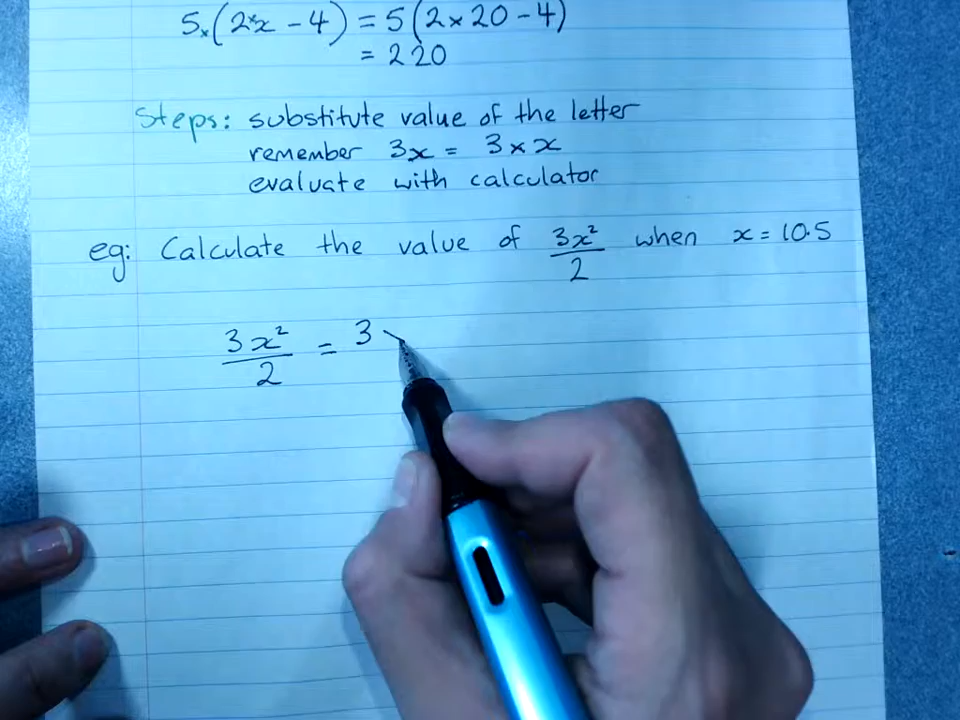 5×(2×x - 4) = 5(2×20 - 4)
= 220
Steps: substitute value of the letter
remember 3x = 3 × x
evaluate with calculator
eg: Calculate the value of 3x²/2 when x = 10.5
3x²/2 = 3